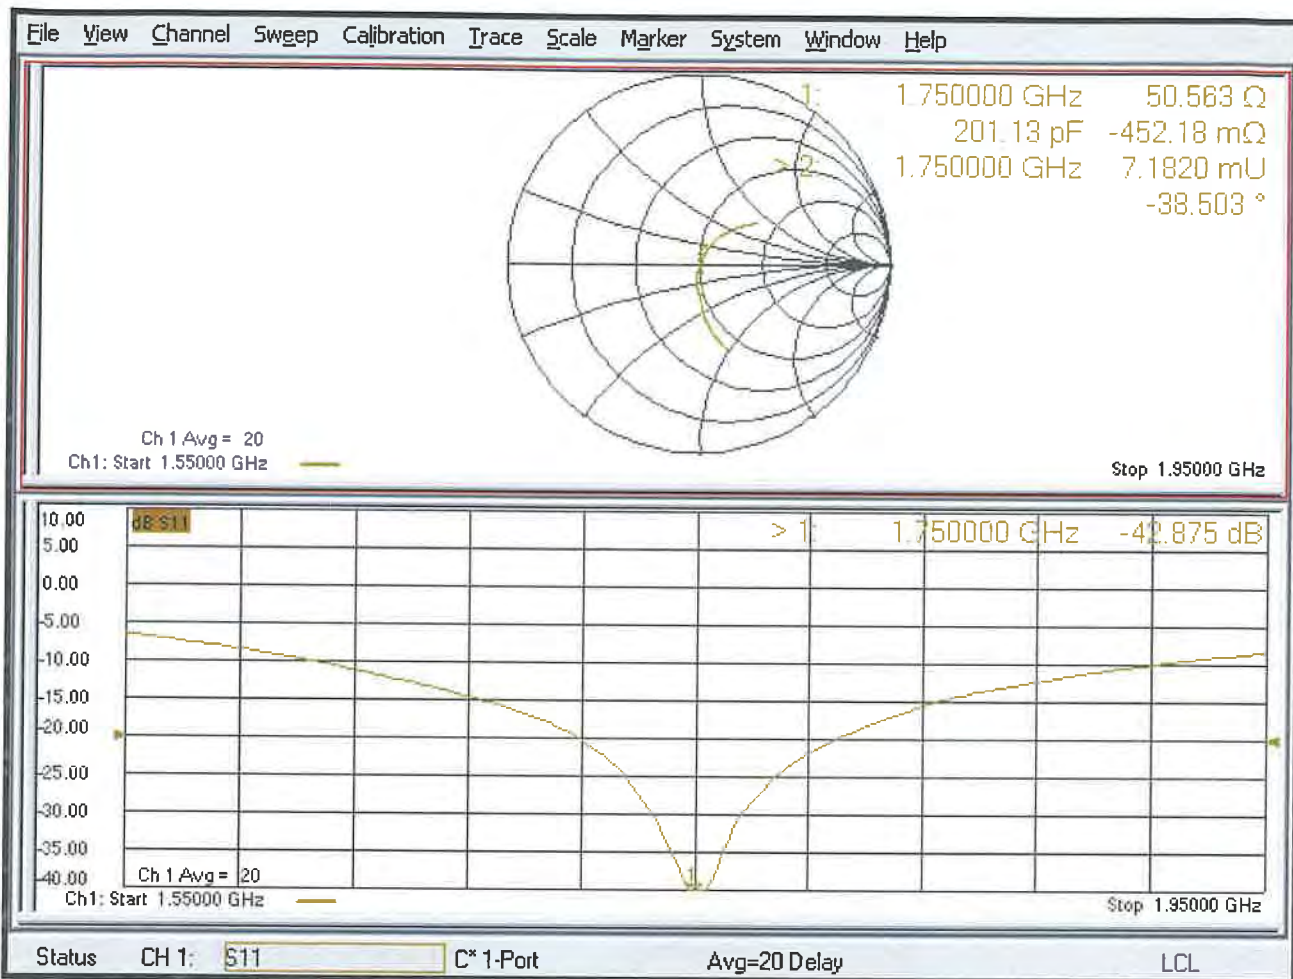 File View Channel Sweep Calibration Trace Scale Marker System Window Help
1: 1.750000 GHz 50.563 Ω
201.13 pF -452.18 mΩ
> 2: 1.750000 GHz 7.1820 mU
-38.503 °
Ch 1 Avg = 20
Ch1: Start 1.55000 GHz
Stop 1.95000 GHz
10.00
dB S11
> 1: 1.750000 GHz -42.875 dB
5.00
0.00
-5.00
-10.00
-15.00
-20.00
-25.00
-30.00
-35.00
-40.00
1
Ch 1 Avg = 20
Ch1: Start 1.55000 GHz
Stop 1.95000 GHz
Status CH 1: S11 C* 1-Port Avg=20 Delay LCL